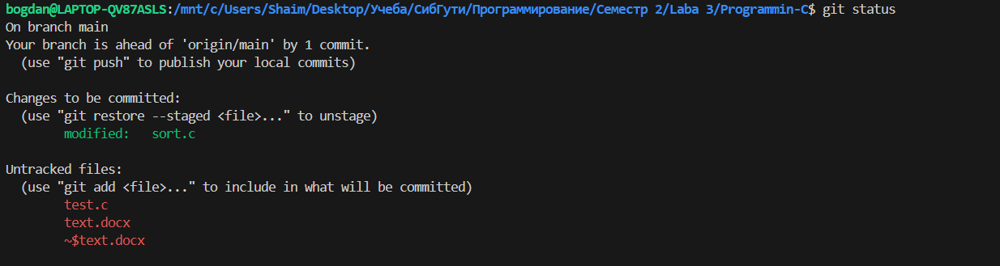 bogdan@LAPTOP-QV87ASLS:/mnt/c/Users/Shaim/Desktop/Учеба/СибГути/Программирование/Семестр 2/Laba 3/Programmin-C$ git status
On branch main
Your branch is ahead of 'origin/main' by 1 commit.
  (use "git push" to publish your local commits)

Changes to be committed:
  (use "git restore --staged <file>..." to unstage)
        modified:   sort.c

Untracked files:
  (use "git add <file>..." to include in what will be committed)
        test.c
        text.docx
        ~$text.docx